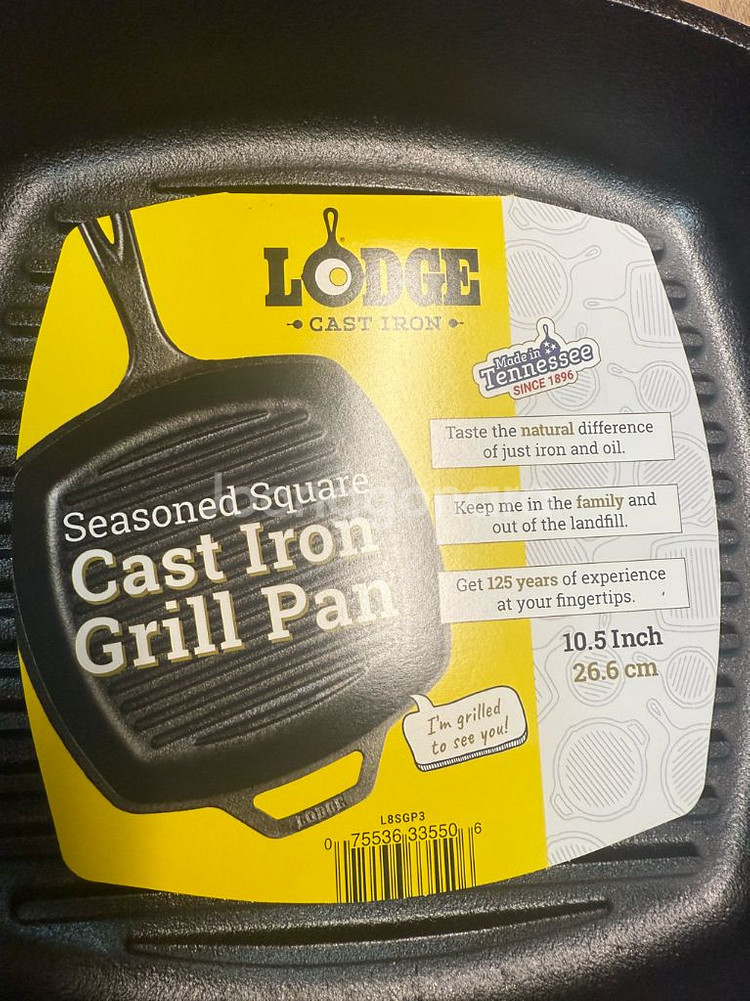 LODGE
CAST IRON
Made in
Tennessee
SINCE 1896
Taste the natural difference
of just iron and oil.
Keep me in the family and
out of the landfill.
Get 125 years of experience
at your fingertips.
10.5 Inch
26.6 cm
Seasoned Square
Cast Iron
Grill Pan
I'm grilled
to see you!
LODGE
L8SGP3
0 75536 33550 6